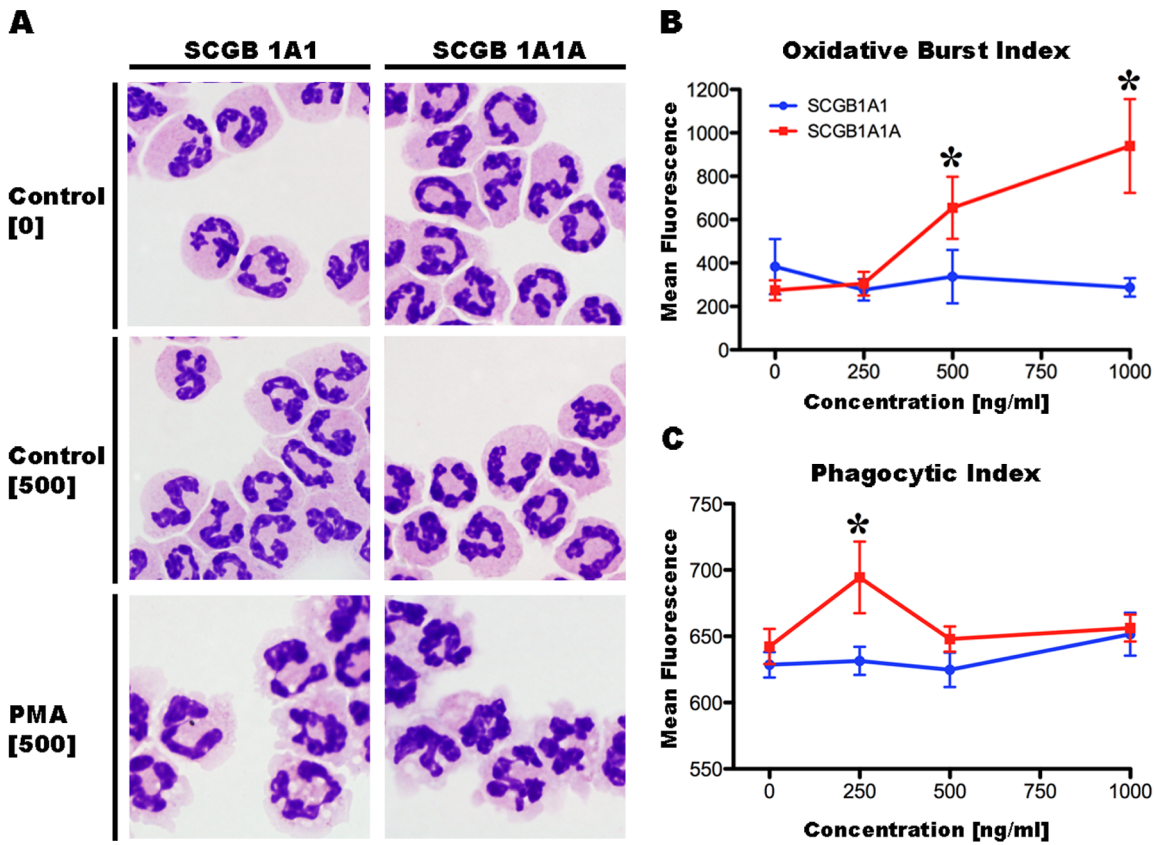 A
SCGB 1A1
SCGB 1A1A
Control
[0]
Control
[500]
PMA
[500]
B
Oxidative Burst Index
Mean Fluorescence
1200
1000
800
600
400
200
0
SCGB1A1
SCGB1A1A
*
*
0
250
500
750
1000
Concentration [ng/ml]
C
Phagocytic Index
Mean Fluorescence
750
700
650
600
550
*
0
250
500
750
1000
Concentration [ng/ml]